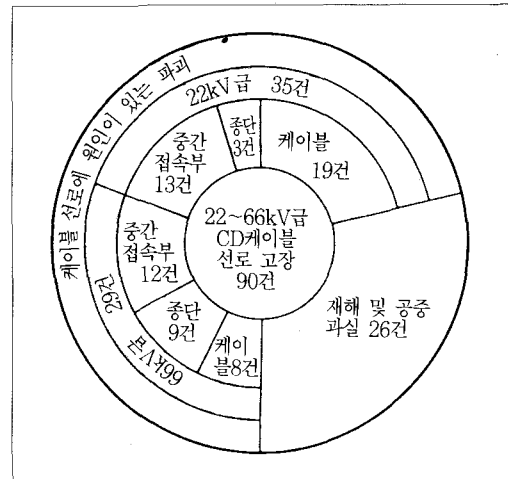 케이블 선로에 원인이 있는 파괴
22kV급 35건
종단
3건
케이블
19건
중간
접속부
13건
22~66kV급
CD케이블
선로 고장
90건
중간
접속부
12건
66kV급 29건
종단
9건
케이
블8건
재해 및 공중
과실 26건